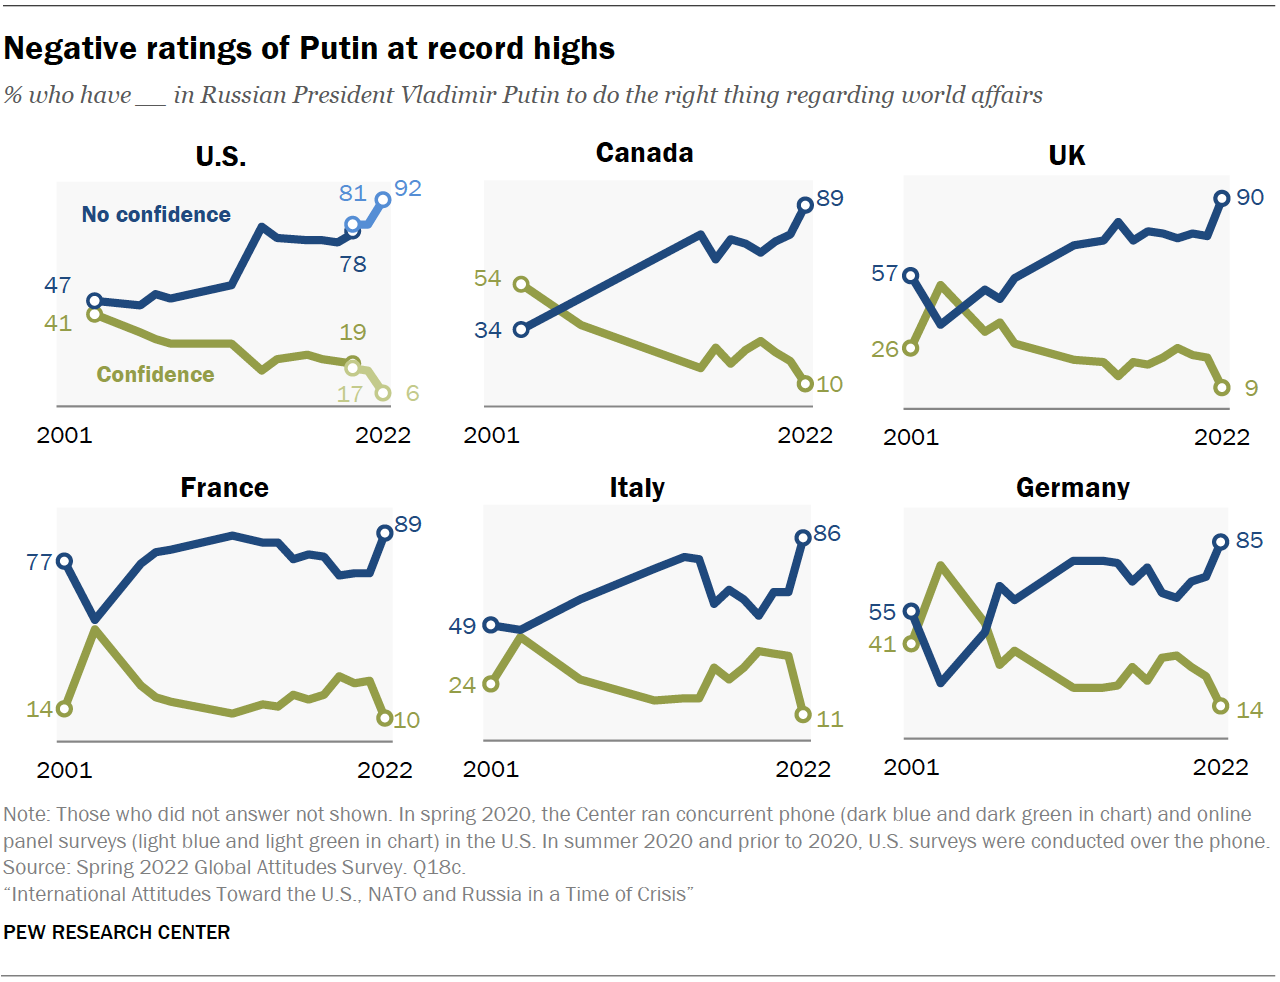 Negative ratings of Putin at record highs
% who have __ in Russian President Vladimir Putin to do the right thing regarding world affairs
U.S.
No confidence
Confidence
47
41
81
92
78
19
17
6
2001
2022
Canada
54
34
89
10
2001
2022
UK
57
26
90
9
2001
2022
France
77
14
89
10
2001
2022
Italy
49
24
86
11
2001
2022
Germany
55
41
85
14
2001
2022
Note: Those who did not answer not shown. In spring 2020, the Center ran concurrent phone (dark blue and dark green in chart) and online
panel surveys (light blue and light green in chart) in the U.S. In summer 2020 and prior to 2020, U.S. surveys were conducted over the phone.
Source: Spring 2022 Global Attitudes Survey. Q18c.
“International Attitudes Toward the U.S., NATO and Russia in a Time of Crisis”
PEW RESEARCH CENTER